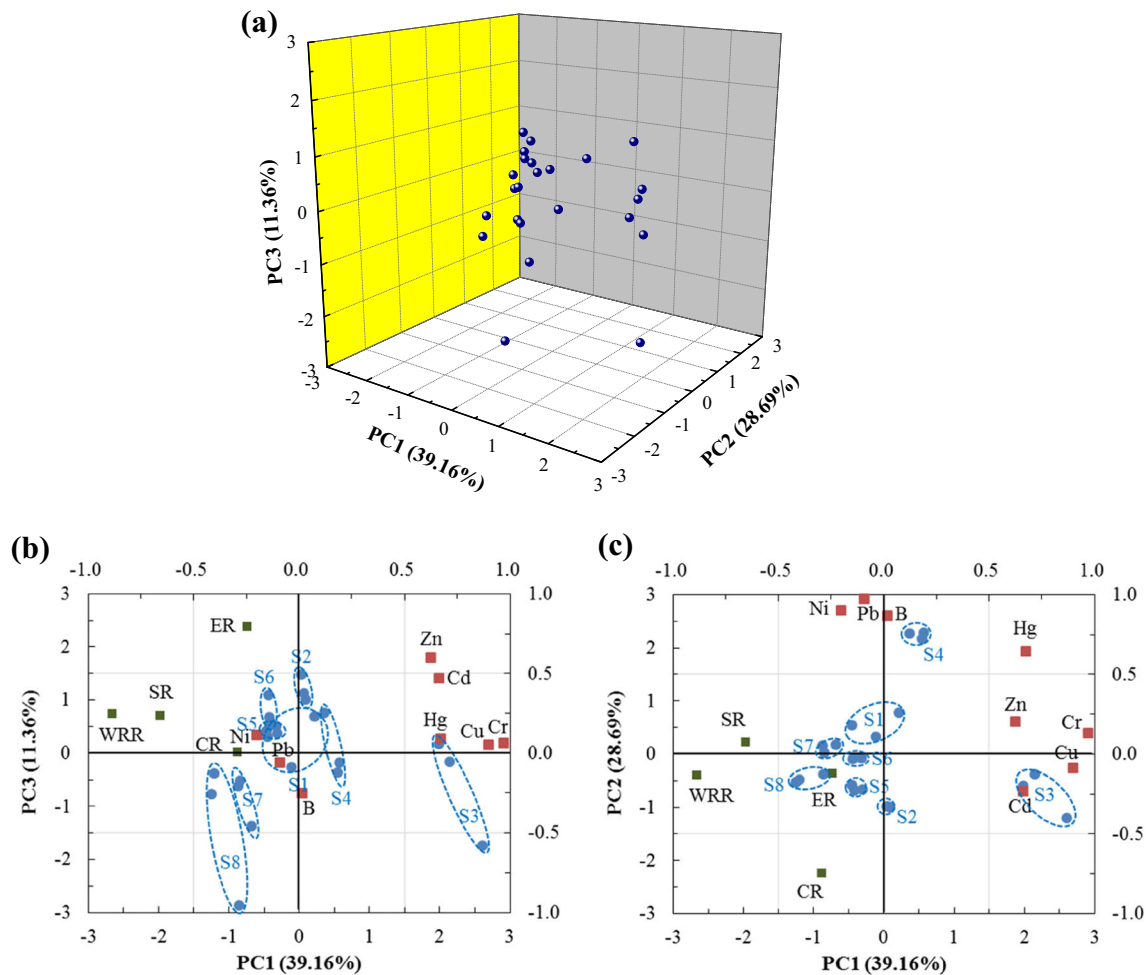 (a)
3
2
1
0
-1
-2
-3
PC3 (11.36%)
-3
-2
-1
0
1
2
3
PC1 (39.16%)
-3
-2
-1
0
1
2
3
PC2 (28.69%)
(b)
-1.0 -0.5 0.0 0.5 1.0
3 2 1 0 -1 -2 -3
PC3 (11.36%)
1.0 0.5 0.0 -0.5 -1.0
ER
Zn
S2
Cd
S6
SR
WRR
S5
Ni
Hg
Cu
Cr
CR
Pb
S1
S4
S7
B
S3
S8
-3 -2 -1 0 1 2 3
PC1 (39.16%)
(c)
-1.0 -0.5 0.0 0.5 1.0
3 2 1 0 -1 -2 -3
PC2 (28.69%)
1.0 0.5 0.0 -0.5 -1.0
Ni
Pb
B
Hg
S4
S1
Zn
Cr
SR
S7
Cu
S6
WRR
S8
ER
S5
Cd
S3
S2
CR
-3 -2 -1 0 1 2 3
PC1 (39.16%)